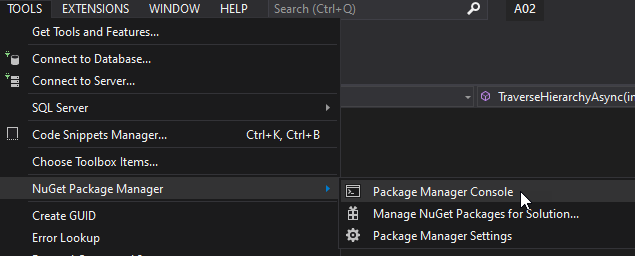 TOOLS EXTENSIONS WINDOW HELP Search (Ctrl+Q) A02
Get Tools and Features...
Connect to Database...
Connect to Server...
TraverseHierarchyAsync(in
SQL Server
Code Snippets Manager... Ctrl+K, Ctrl+B
Choose Toolbox Items...
NuGet Package Manager
Package Manager Console
Manage NuGet Packages for Solution...
Package Manager Settings
Create GUID
Error Lookup